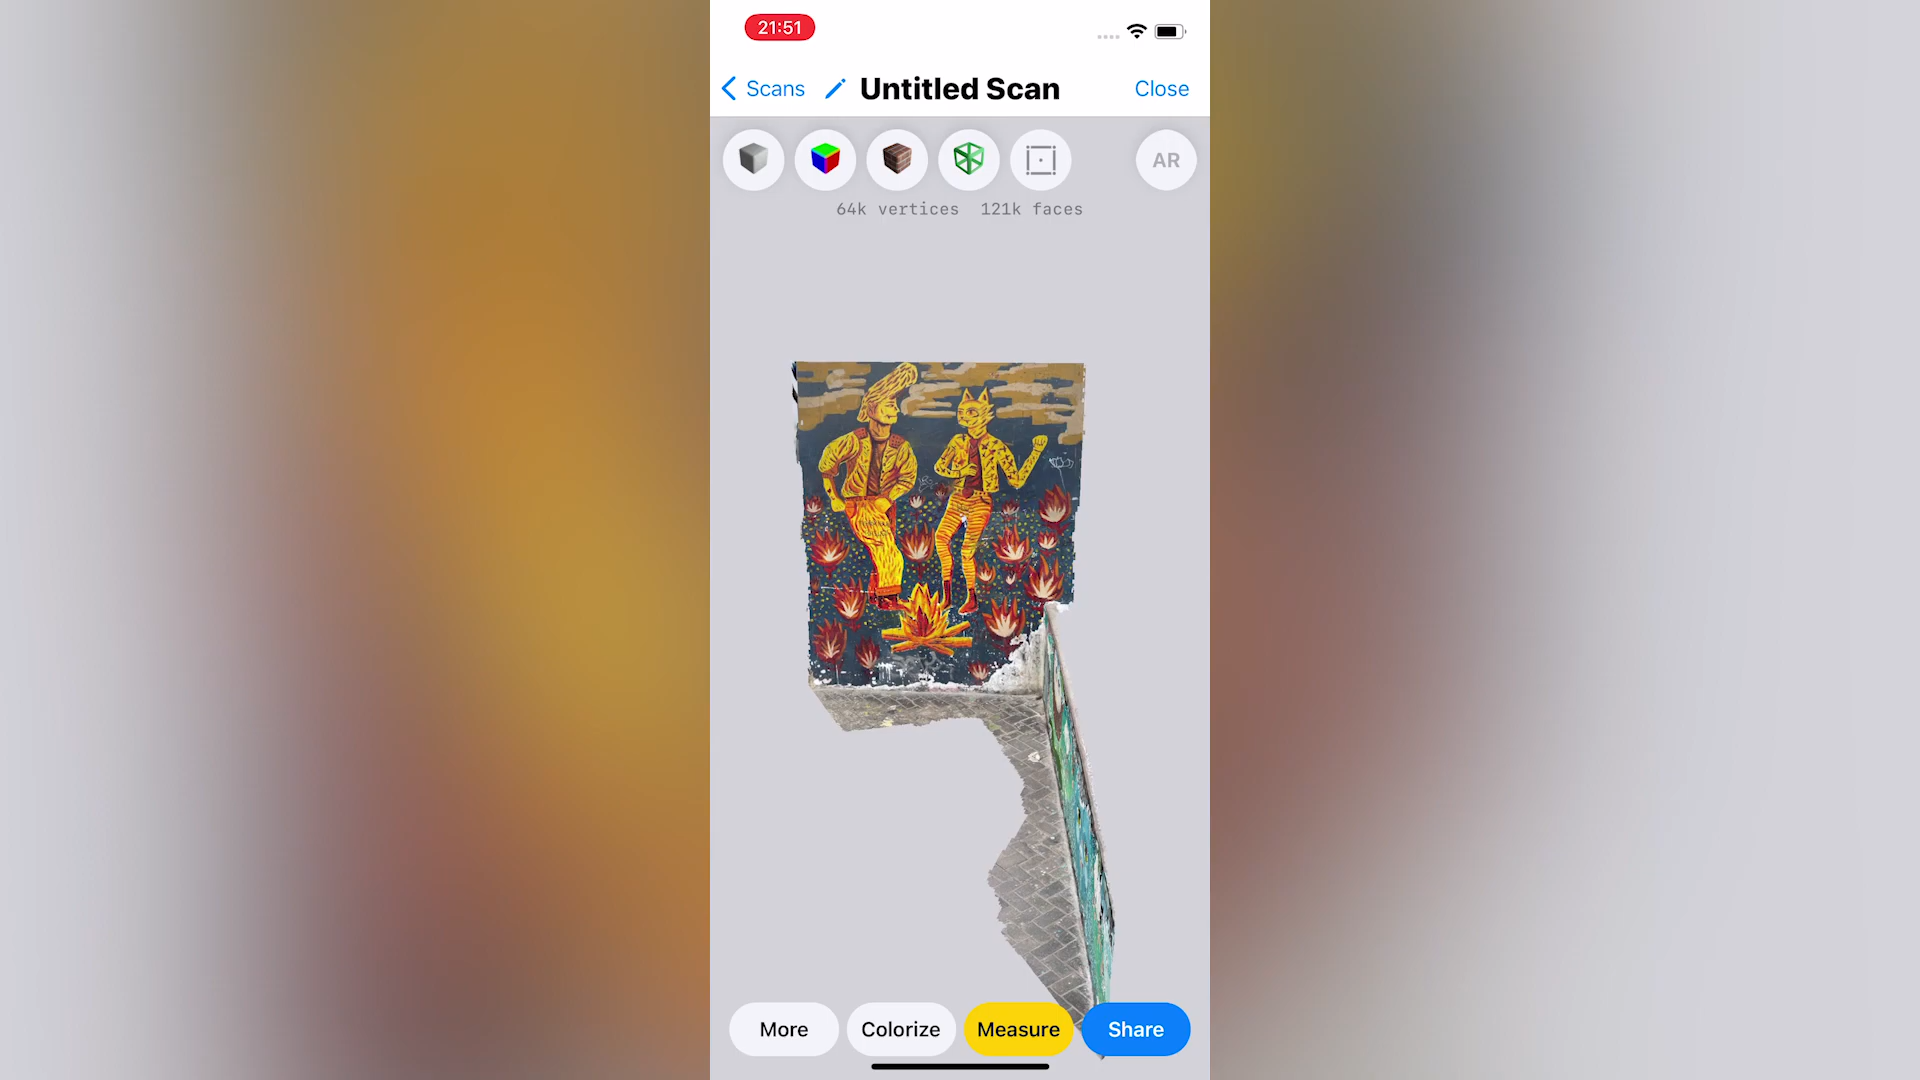 21:51
Scans
Untitled Scan
Close
AR
64k vertices 121k faces
More
Colorize
Measure
Share